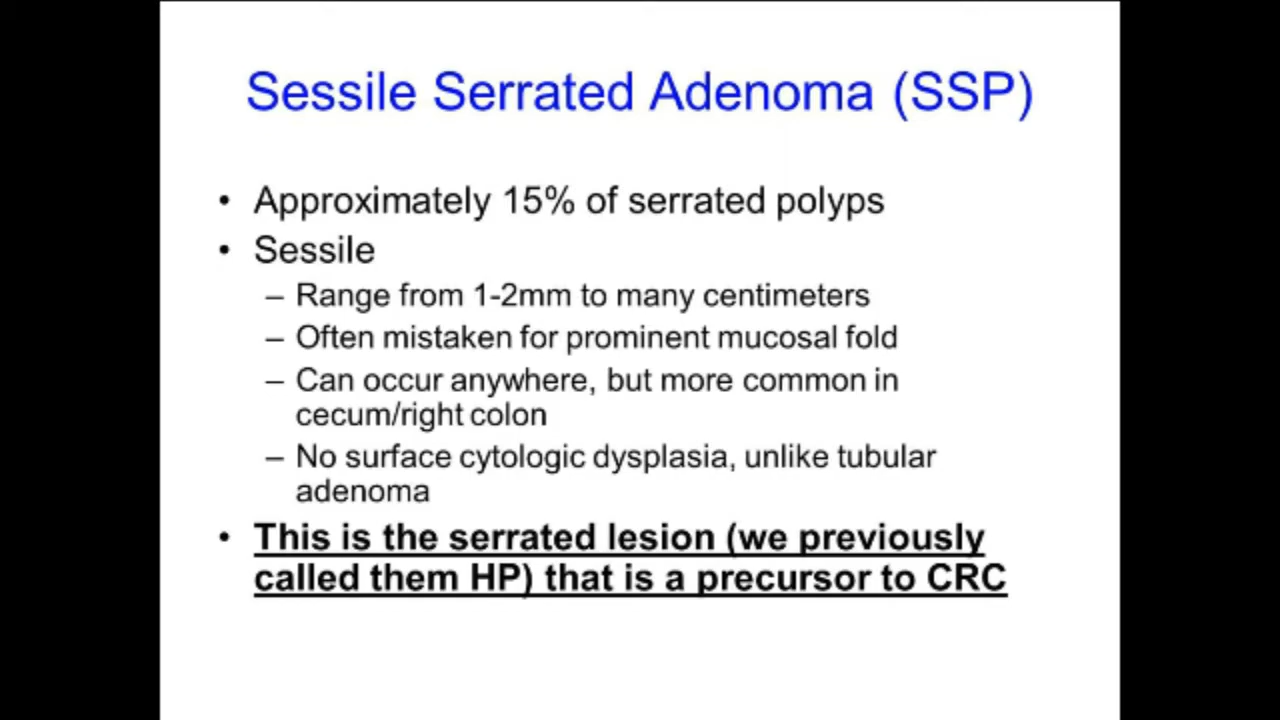 Sessile Serrated Adenoma (SSP)
• Approximately 15% of serrated polyps
• Sessile
– Range from 1-2mm to many centimeters
– Often mistaken for prominent mucosal fold
– Can occur anywhere, but more common in
cecum/right colon
– No surface cytologic dysplasia, unlike tubular
adenoma
• This is the serrated lesion (we previously
called them HP) that is a precursor to CRC